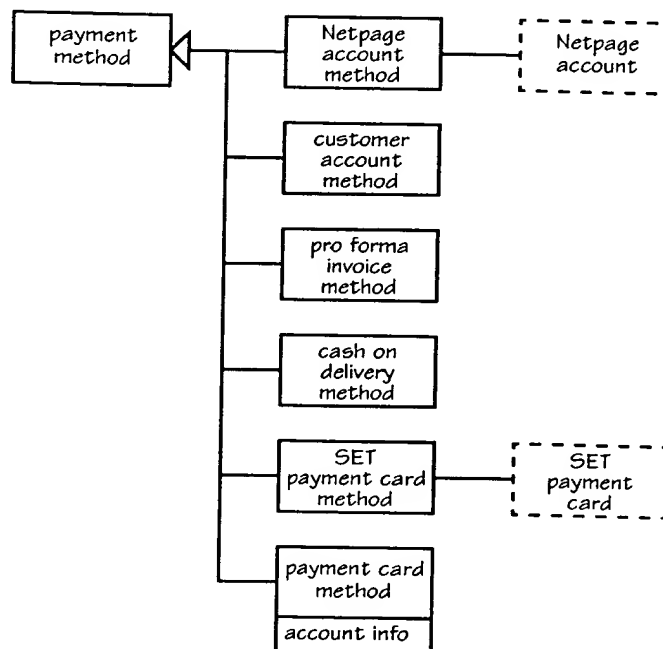 payment
method
Netpage
account
method
Netpage
account
customer
account
method
pro forma
invoice
method
cash on
delivery
method
SET
payment card
method
SET
payment
card
payment card
method
account info